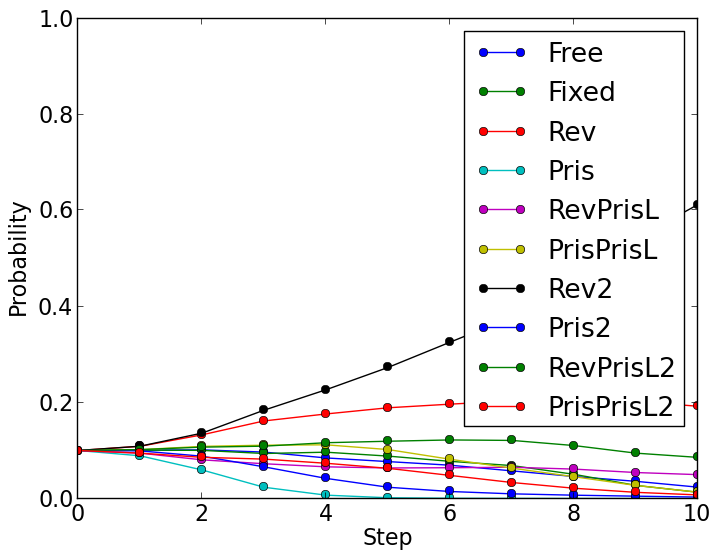 1.0
0.8
0.6
0.4
0.2
0.0
Probability
0
2
4
6
8
10
Step
Free
Fixed
Rev
Pris
RevPrisL
PrisPrisL
Rev2
Pris2
RevPrisL2
PrisPrisL2